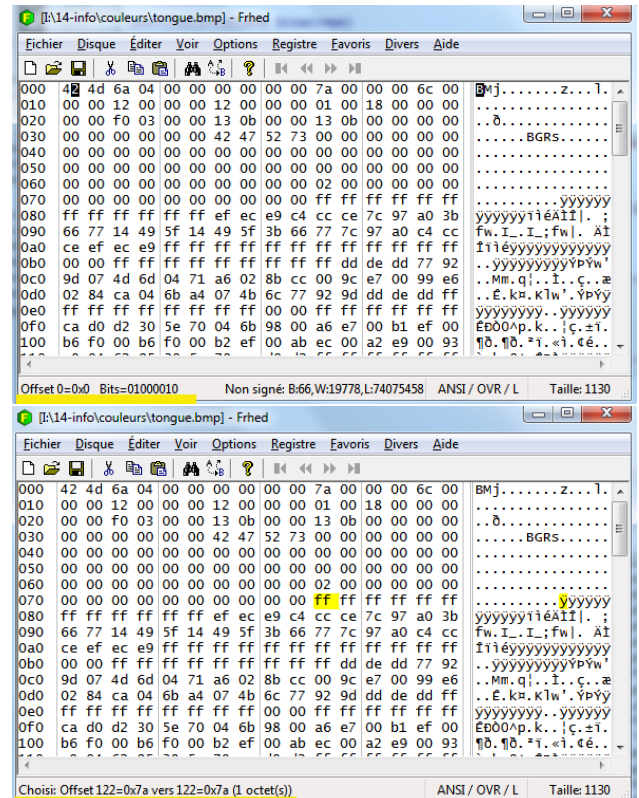 [I:\14-info\couleurs\tongue.bmp] - Frhed
Fichier Disque Éditer Voir Options Registre Favoris Divers Aide
000 42 4d 6a 04 00 00 00 00 00 00 7a 00 00 00 6c 00 BMj.......z...l.
010 00 00 12 00 00 00 12 00 00 00 01 00 18 00 00 00 ................
020 00 00 f0 03 00 00 13 0b 00 00 13 0b 00 00 00 00 ..ð.............
030 00 00 00 00 00 00 42 47 52 73 00 00 00 00 00 00 ......BGRs......
040 00 00 00 00 00 00 00 00 00 00 00 00 00 00 00 00 ................
050 00 00 00 00 00 00 00 00 00 00 00 00 00 00 00 00 ................
060 00 00 00 00 00 00 00 00 00 00 02 00 00 00 00 00 ................
070 00 00 00 00 00 00 00 00 00 00 ff ff ff ff ff ff ..........ÿÿÿÿÿÿ
080 ff ff ff ff ff ff ef ec e9 c4 cc ce 7c 97 a0 3b ÿÿÿÿÿÿïìéÄÌÎ|. ;
090 66 77 14 49 5f 14 49 5f 3b 66 77 7c 97 a0 c4 cc fw.I_.I_;fw|. ÄÌ
0a0 ce ef ec e9 ff ff ff ff ff ff ff ff ff ff ff ff Îïìéÿÿÿÿÿÿÿÿÿÿÿÿ
0b0 00 00 ff ff ff ff ff ff ff ff ff dd de dd 77 92 ..ÿÿÿÿÿÿÿÿÿÝÞÝw'
0c0 9d 07 4d 6d 04 71 a6 02 8b cc 00 9c e7 00 99 e6 ..Mm.q¦..Ì..ç..æ
0d0 02 84 ca 04 6b a4 07 4b 6c 77 92 9d dd de dd ff ..Ê.k¤.Klw'.ÝÞÝÿ
0e0 ff ff ff ff ff ff ff ff 00 00 ff ff ff ff ff ff ÿÿÿÿÿÿÿÿ..ÿÿÿÿÿÿ
0f0 ca d0 d2 30 5e 70 04 6b 98 00 a6 e7 00 b1 ef 00 ÊÐÒ0^p.k..¦ç.±ï.
100 b6 f0 00 b6 f0 00 b2 ef 00 ab ec 00 a2 e9 00 93 ¶ð.¶ð.²ï.«ì.¢é..
Offset 0=0x0 Bits=01000010 Non signé: B:66,W:19778,L:74075458 ANSI / OVR / L Taille: 1130
[I:\14-info\couleurs\tongue.bmp] - Frhed
Fichier Disque Éditer Voir Options Registre Favoris Divers Aide
000 42 4d 6a 04 00 00 00 00 00 00 7a 00 00 00 6c 00 BMj.......z...l.
010 00 00 12 00 00 00 12 00 00 00 01 00 18 00 00 00 ................
020 00 00 f0 03 00 00 13 0b 00 00 13 0b 00 00 00 00 ..ð.............
030 00 00 00 00 00 00 42 47 52 73 00 00 00 00 00 00 ......BGRs......
040 00 00 00 00 00 00 00 00 00 00 00 00 00 00 00 00 ................
050 00 00 00 00 00 00 00 00 00 00 00 00 00 00 00 00 ................
060 00 00 00 00 00 00 00 00 00 00 02 00 00 00 00 00 ................
070 00 00 00 00 00 00 00 00 00 00 ff ff ff ff ff ff ..........ÿÿÿÿÿÿ
080 ff ff ff ff ff ff ef ec e9 c4 cc ce 7c 97 a0 3b ÿÿÿÿÿÿïìéÄÌÎ|. ;
090 66 77 14 49 5f 14 49 5f 3b 66 77 7c 97 a0 c4 cc fw.I_.I_;fw|. ÄÌ
0a0 ce ef ec e9 ff ff ff ff ff ff ff ff ff ff ff ff Îïìéÿÿÿÿÿÿÿÿÿÿÿÿ
0b0 00 00 ff ff ff ff ff ff ff ff ff dd de dd 77 92 ..ÿÿÿÿÿÿÿÿÿÝÞÝw'
0c0 9d 07 4d 6d 04 71 a6 02 8b cc 00 9c e7 00 99 e6 ..Mm.q¦..Ì..ç..æ
0d0 02 84 ca 04 6b a4 07 4b 6c 77 92 9d dd de dd ff ..Ê.k¤.Klw'.ÝÞÝÿ
0e0 ff ff ff ff ff ff ff ff 00 00 ff ff ff ff ff ff ÿÿÿÿÿÿÿÿ..ÿÿÿÿÿÿ
0f0 ca d0 d2 30 5e 70 04 6b 98 00 a6 e7 00 b1 ef 00 ÊÐÒ0^p.k..¦ç.±ï.
100 b6 f0 00 b6 f0 00 b2 ef 00 ab ec 00 a2 e9 00 93 ¶ð.¶ð.²ï.«ì.¢é..
Choisi: Offset 122=0x7a vers 122=0x7a (1 octet(s)) ANSI / OVR / L Taille: 1130